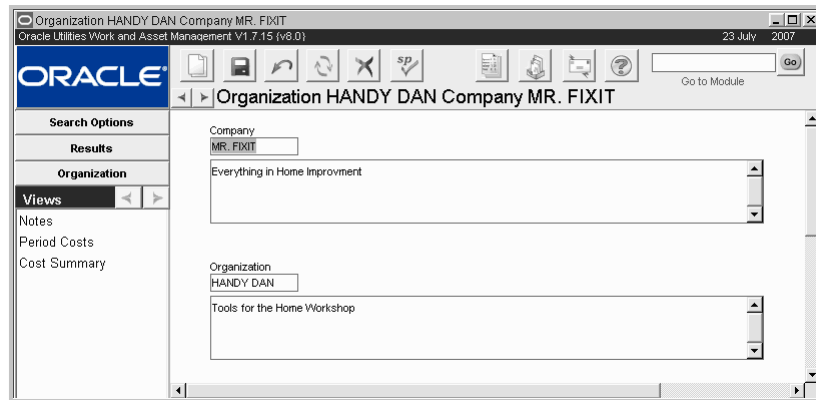 Organization HANDY DAN Company MR. FIXIT
Oracle Utilities Work and Asset Management V1.7.15 (v8.0) 23 July 2007
sp
ORACLE
Go
Go to Module
Organization HANDY DAN Company MR. FIXIT
Search Options
Results
Organization
Views
Notes
Period Costs
Cost Summary
Company
MR. FIXIT
Everything in Home Improvment
Organization
HANDY DAN
Tools for the Home Workshop